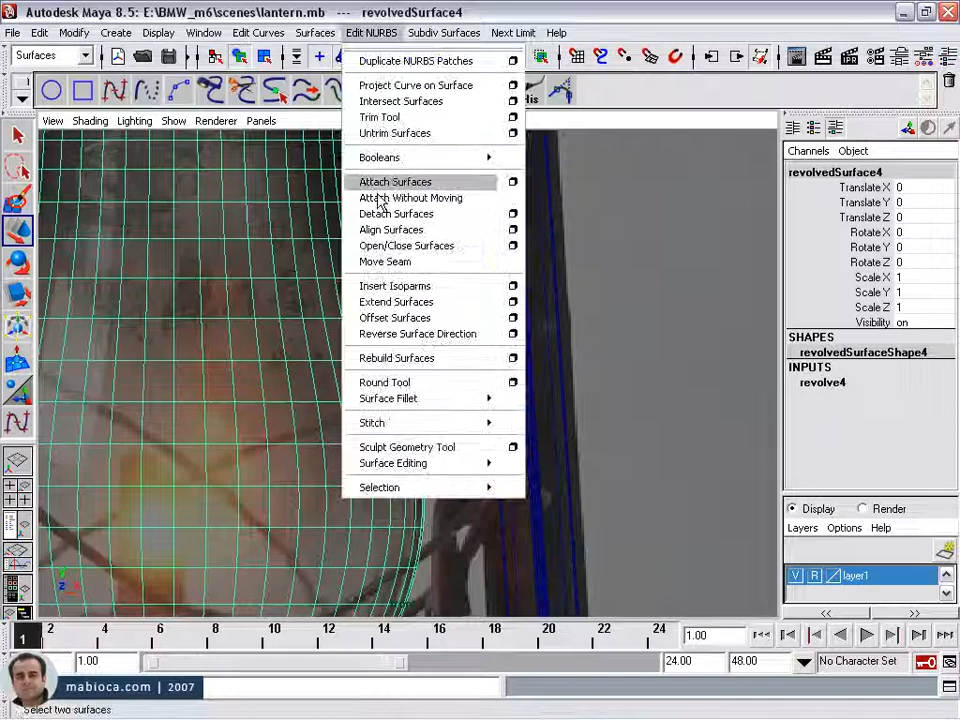 Autodesk Maya 8.5: E:\BMW_m6\scenes\lantern.mb --- revolvedSurface4
File Edit Modify Create Display Window Edit Curves Surfaces Edit NURBS Subdiv Surfaces Next Limit Help
Surfaces
His
View Shading Lighting Show Renderer Panels
Duplicate NURBS Patches
Project Curve on Surface
Intersect Surfaces
Trim Tool
Untrim Surfaces
Booleans
Attach Surfaces
Attach Without Moving
Detach Surfaces
Align Surfaces
Open/Close Surfaces
Move Seam
Insert Isoparms
Extend Surfaces
Offset Surfaces
Reverse Surface Direction
Rebuild Surfaces
Round Tool
Surface Fillet
Stitch
Sculpt Geometry Tool
Surface Editing
Selection
Channels Object
revolvedSurface4
Translate X 0
Translate Y 0
Translate Z 0
Rotate X 0
Rotate Y 0
Rotate Z 0
Scale X 1
Scale Y 1
Scale Z 1
Visibility on
SHAPES
revolvedSurfaceShape4
INPUTS
revolve4
Display Render
Layers Options Help
V R layer1
y
z x
1 2 4 6 8 10 12 14 16 18 20 22 24 1.00
1.00 24.00 48.00 No Character Set
mabioca.com | 2007
Select two surfaces